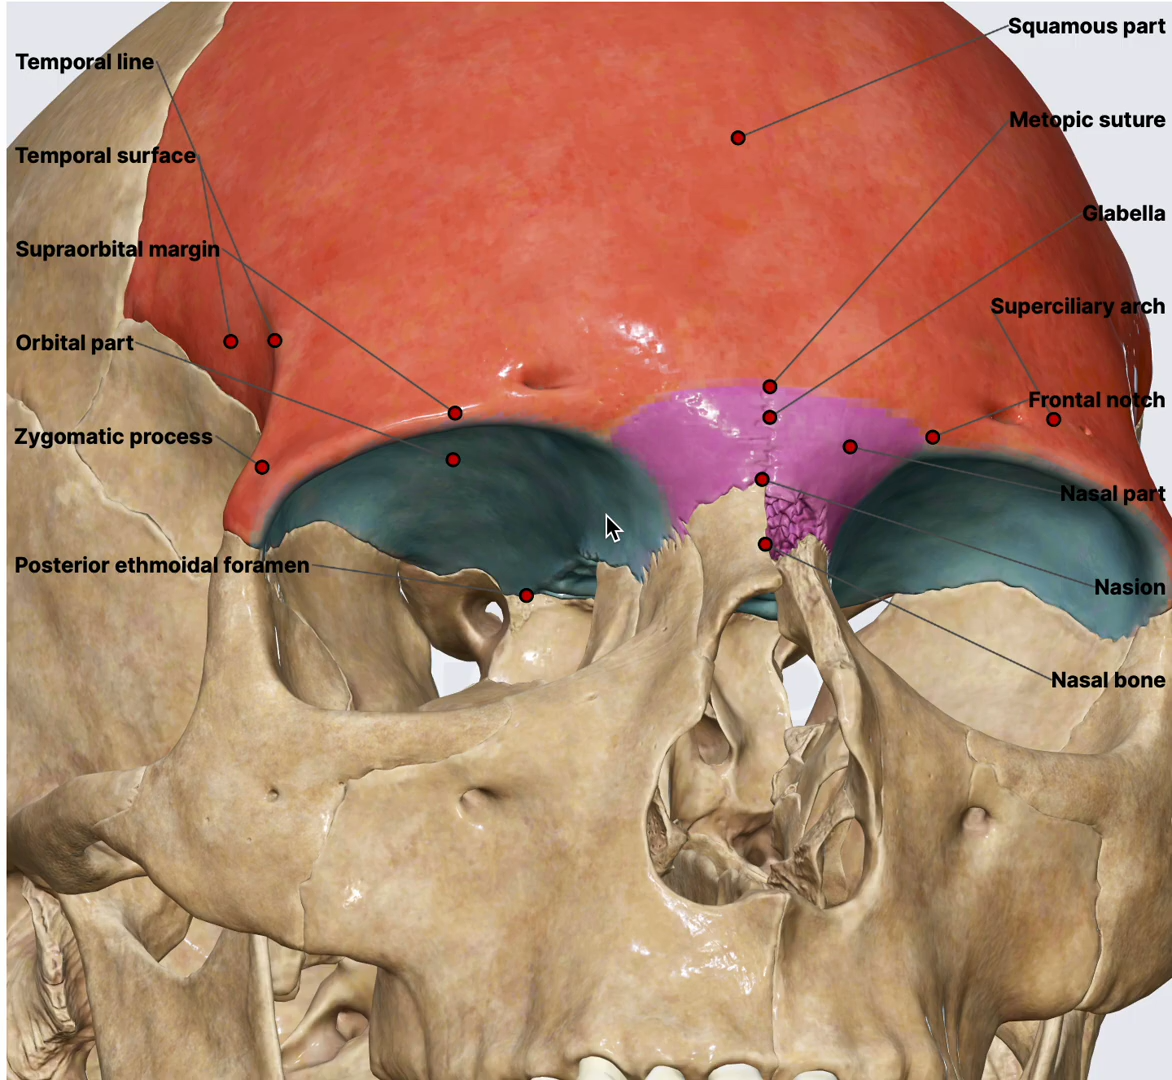 Temporal line
Temporal surface
Supraorbital margin
Orbital part
Zygomatic process
Posterior ethmoidal foramen
Squamous part
Metopic suture
Glabella
Superciliary arch
Frontal notch
Nasal part
Nasion
Nasal bone